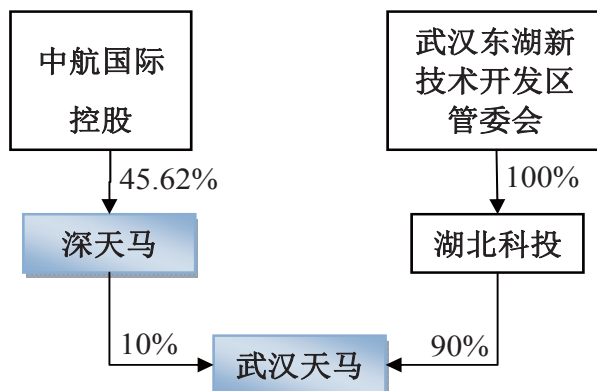 中航国际
控股
武汉东湖新
技术开发区
管委会
45.62%
100%
深天马
湖北科投
10%
武汉天马
90%